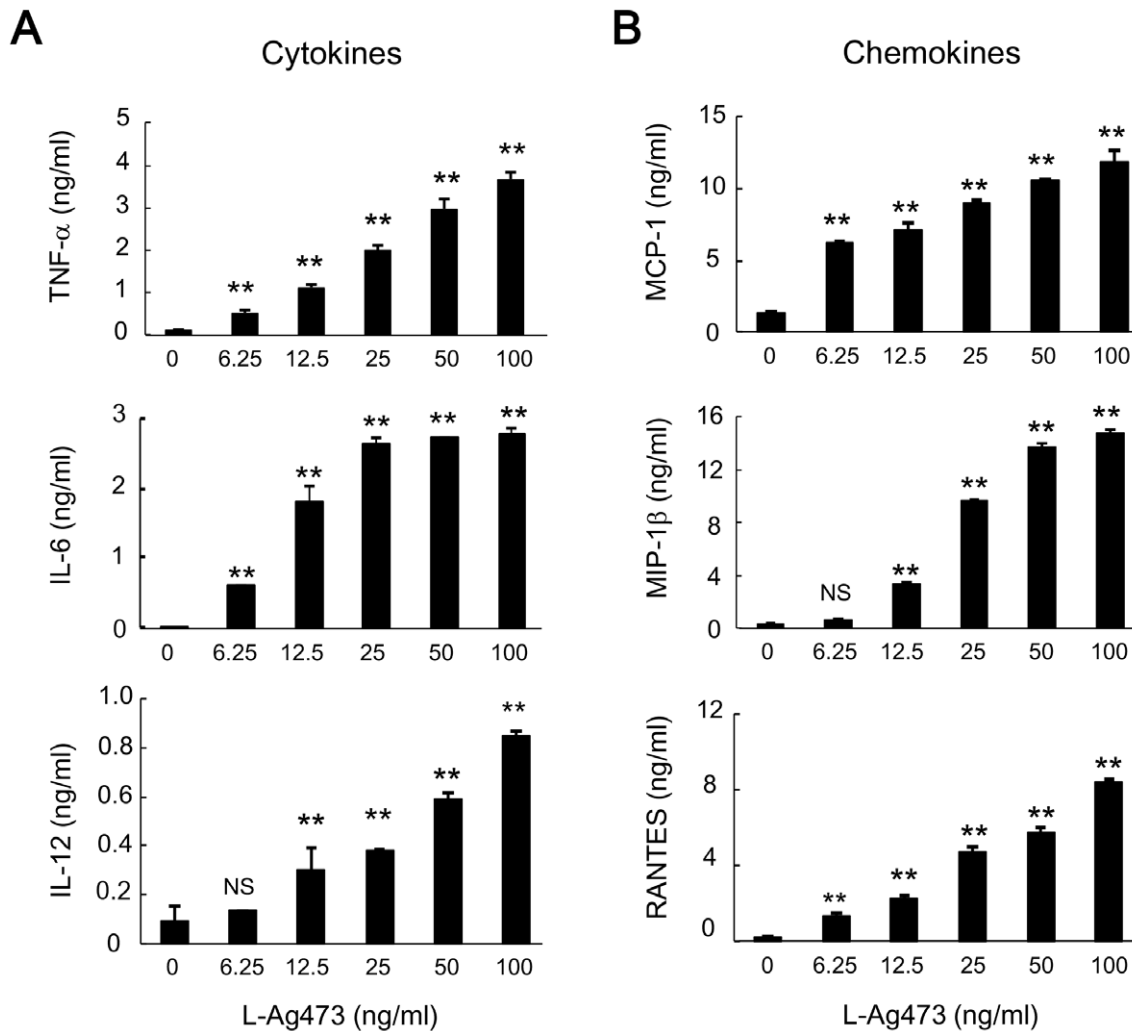 A
Cytokines
TNF-α (ng/ml)
5
4
3
2
1
0
** ** ** ** **
0 6.25 12.5 25 50 100
IL-6 (ng/ml)
3
2
1
0
** ** ** ** **
0 6.25 12.5 25 50 100
IL-12 (ng/ml)
1.0
0.8
0.6
0.4
0.2
0
NS ** ** ** **
0 6.25 12.5 25 50 100
L-Ag473 (ng/ml)
B
Chemokines
MCP-1 (ng/ml)
15
10
5
0
** ** ** ** **
0 6.25 12.5 25 50 100
MIP-1β (ng/ml)
16
12
8
4
0
NS ** ** ** **
0 6.25 12.5 25 50 100
RANTES (ng/ml)
12
8
4
0
** ** ** ** **
0 6.25 12.5 25 50 100
L-Ag473 (ng/ml)